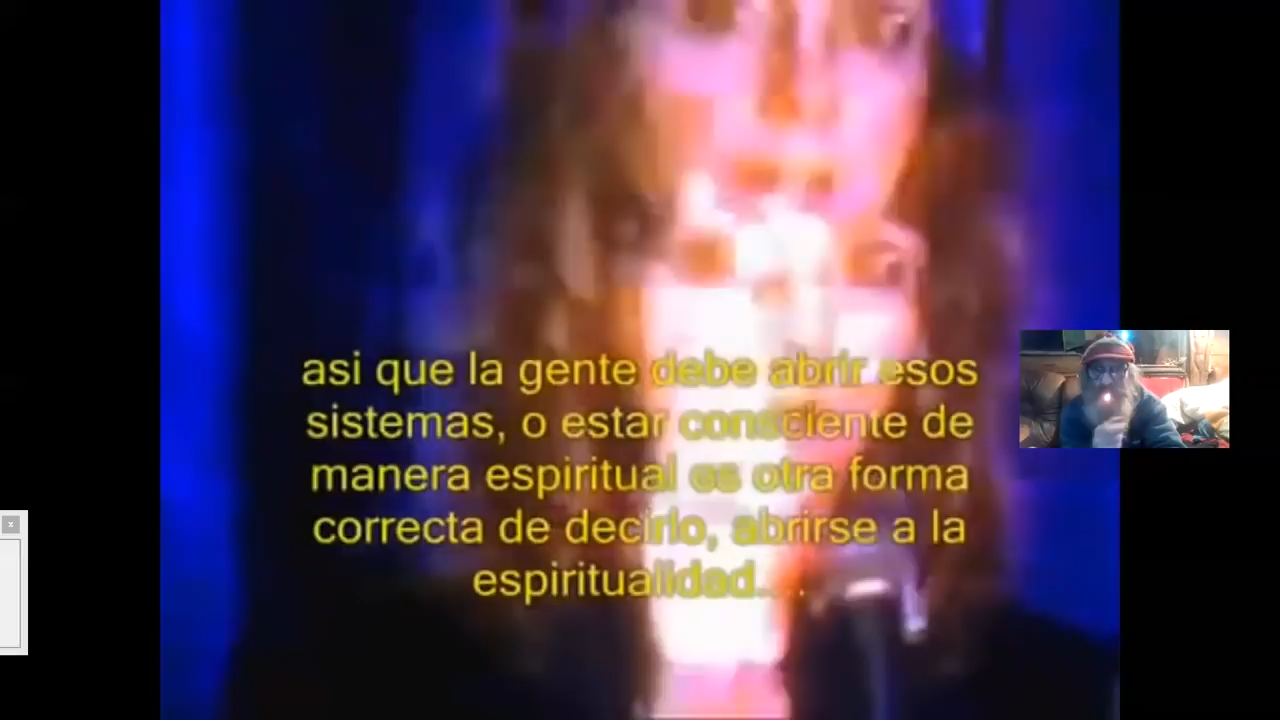 asi que la gente debe abrir esos
sistemas, o estar consciente de
manera espiritual es otra forma
correcta de decirlo, abrirse a la
espiritualidad....
x